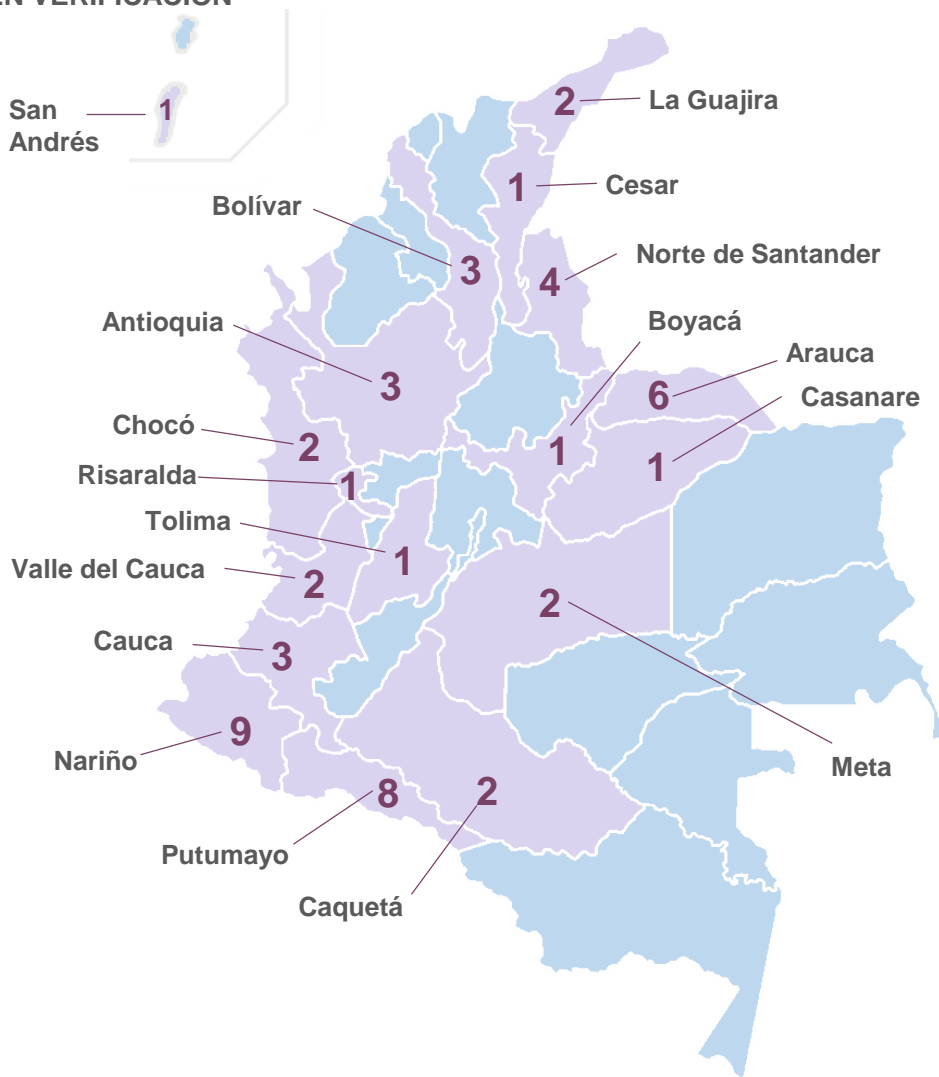 EN VERIFICACIÓN
San
Andrés
1
2
La Guajira
1
Cesar
Bolívar
3
Norte de Santander
4
Boyacá
Antioquia
3
Arauca
6
Casanare
Chocó
2
1
1
Risaralda
1
Tolima
1
Valle del Cauca
2
2
Cauca
3
Nariño
9
Meta
8
2
Putumayo
Caquetá